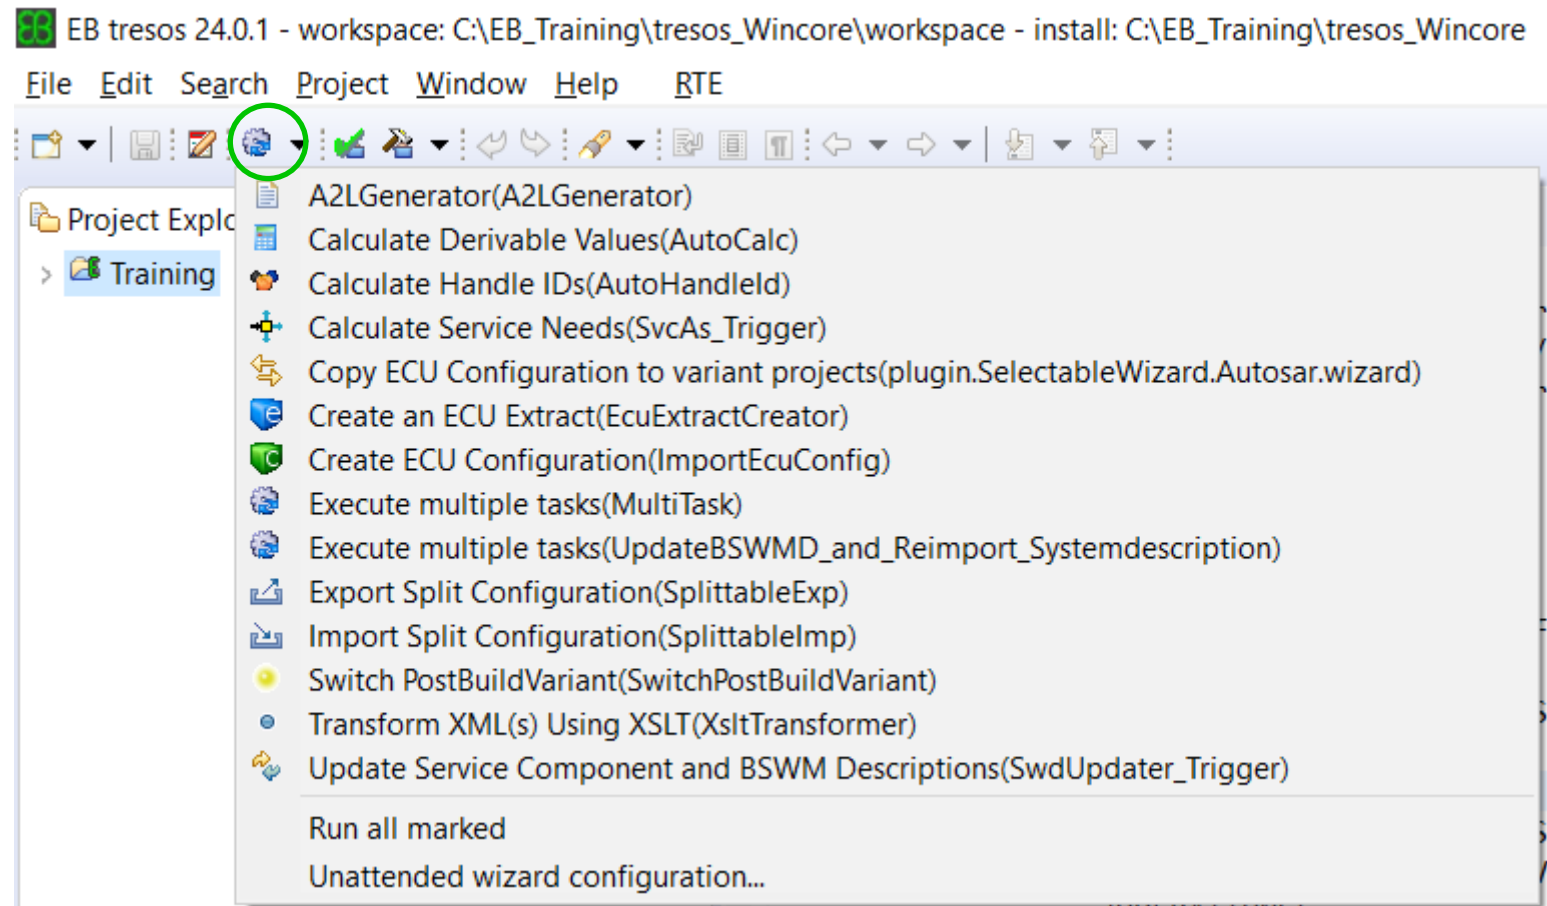 EB tresos 24.0.1 - workspace: C:\EB_Training\tresos_Wincore\workspace - install: C:\EB_Training\tresos_Wincore
File Edit Search Project Window Help RTE
Project Explo
Training
A2LGenerator(A2LGenerator)
Calculate Derivable Values(AutoCalc)
Calculate Handle IDs(AutoHandleId)
Calculate Service Needs(SvcAs_Trigger)
Copy ECU Configuration to variant projects(plugin.SelectableWizard.Autosar.wizard)
Create an ECU Extract(EcuExtractCreator)
Create ECU Configuration(ImportEcuConfig)
Execute multiple tasks(MultiTask)
Execute multiple tasks(UpdateBSWMD_and_Reimport_Systemdescription)
Export Split Configuration(SplittableExp)
Import Split Configuration(SplittableImp)
Switch PostBuildVariant(SwitchPostBuildVariant)
Transform XML(s) Using XSLT(XsltTransformer)
Update Service Component and BSWM Descriptions(SwdUpdater_Trigger)
Run all marked
Unattended wizard configuration...